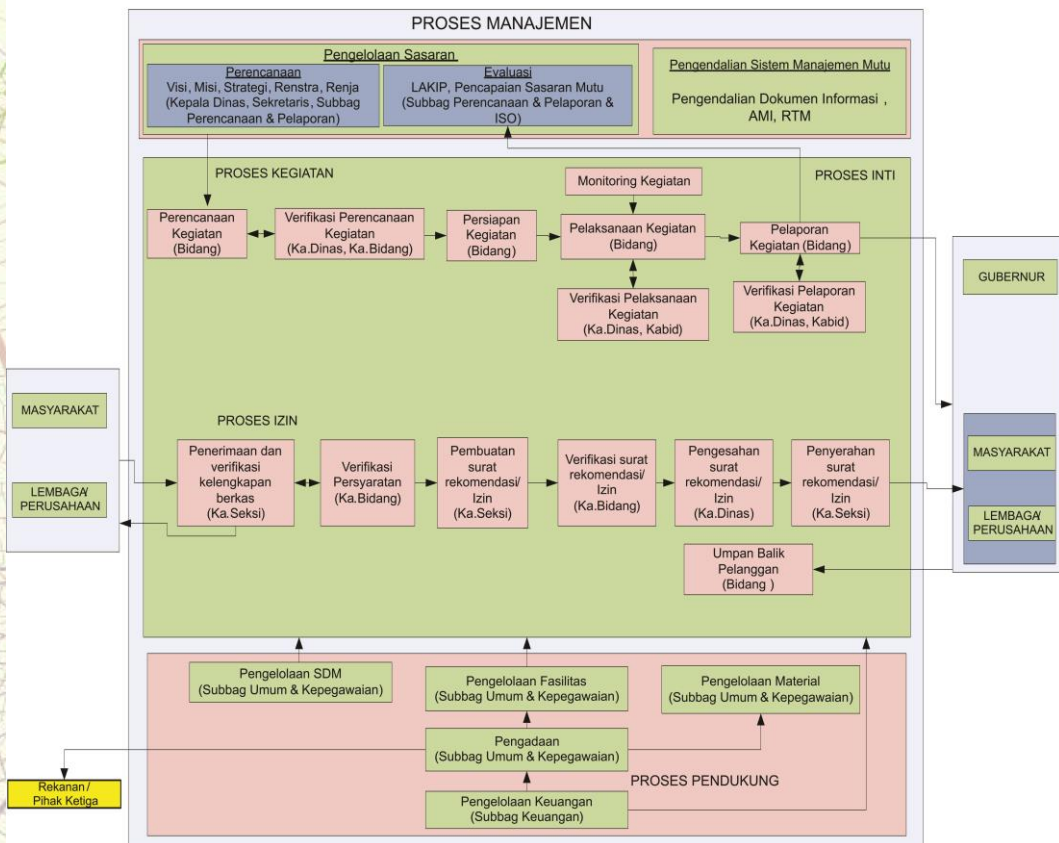 PROSES MANAJEMEN
Pengelolaan Sasaran
Perencanaan
Visi, Misi, Strategi, Renstra, Renja
(Kepala Dinas, Sekretaris, Subbag
Perencanaan & Pelaporan)
Evaluasi
LAKIP, Pencapaian Sasaran Mutu
(Subbag Perencanaan & Pelaporan &
ISO)
Pengendalian Sistem Manajemen Mutu
Pengendalian Dokumen Informasi ,
AMI, RTM
PROSES KEGIATAN
PROSES INTI
Monitoring Kegiatan
Perencanaan
Kegiatan
(Bidang)
Verifikasi Perencanaan
Kegiatan
(Ka.Dinas, Ka.Bidang)
Persiapan
Kegiatan
(Bidang)
Pelaksanaan Kegiatan
(Bidang)
Pelaporan
Kegiatan (Bidang)
Verifikasi Pelaksanaan
Kegiatan
(Ka.Dinas, Kabid)
Verifikasi Pelaporan
Kegiatan
(Ka.Dinas, Kabid)
GUBERNUR
MASYARAKAT
LEMBAGA/
PERUSAHAAN
PROSES IZIN
Penerimaan dan
verifikasi
kelengkapan
berkas
(Ka.Seksi)
Verifikasi
Persyaratan
(Ka.Bidang)
Pembuatan
surat
rekomendasi/
Izin
(Ka.Seksi)
Verifikasi surat
rekomendasi/
Izin
(Ka.Bidang)
Pengesahan
surat
rekomendasi/
Izin
(Ka.Dinas)
Penyerahan
surat
rekomendasi/
Izin
(Ka.Seksi)
MASYARAKAT
LEMBAGA/
PERUSAHAAN
Umpan Balik
Pelanggan
(Bidang )
Pengelolaan SDM
(Subbag Umum & Kepegawaian)
Pengelolaan Fasilitas
(Subbag Umum & Kepegawaian)
Pengelolaan Material
(Subbag Umum & Kepegawaian)
Pengadaan
(Subbag Umum & Kepegawaian)
PROSES PENDUKUNG
Rekanan /
Pihak Ketiga
Pengelolaan Keuangan
(Subbag Keuangan)